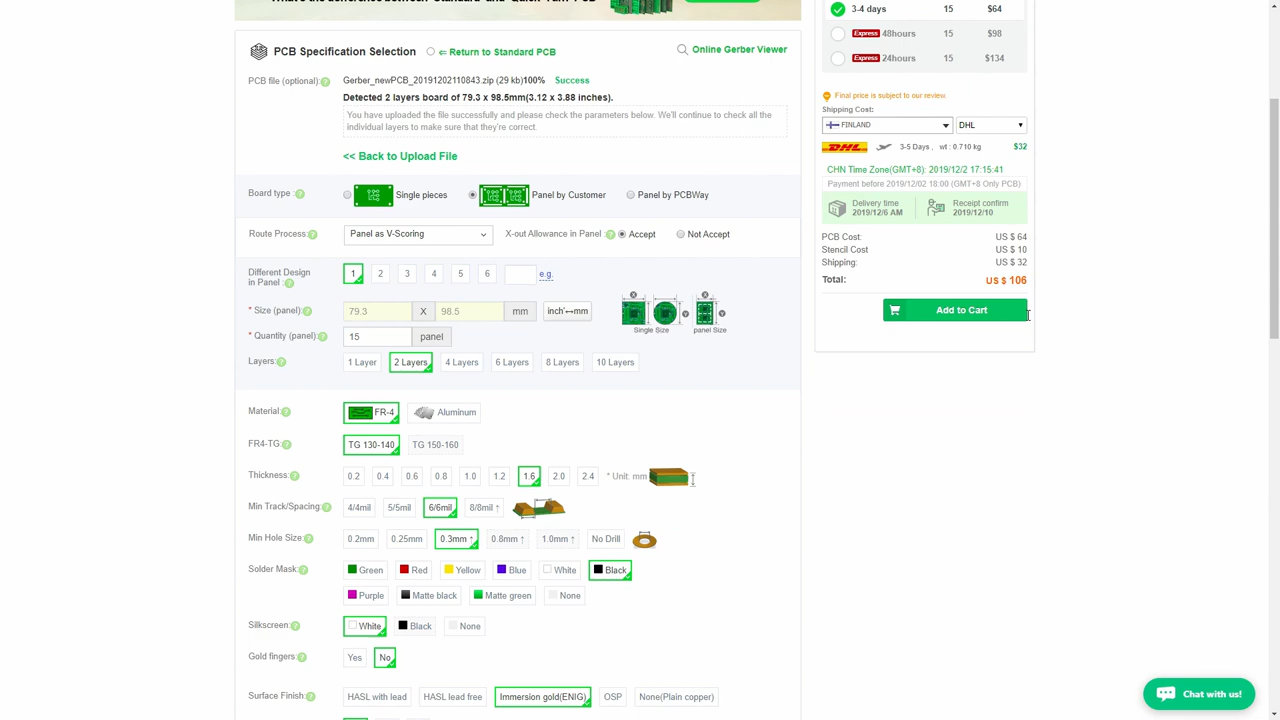 PCB Specification Selection ⇐ Return to Standard PCB Online Gerber Viewer
PCB file (optional): Gerber_newPCB_20191202110843.zip (29 kb)100% Success
Detected 2 layers board of 79.3 x 98.5mm(3.12 x 3.88 inches).
You have uploaded the file successfully and please check the parameters below. We'll continue to check all the
individual layers to make sure that they're correct.
<< Back to Upload File
Board type : Single pieces Panel by Customer Panel by PCBWay
Route Process: Panel as V-Scoring X-out Allowance in Panel : Accept Not Accept
Different Design
in Panel : 1 2 3 4 5 6 e.g.
* Size (panel): 79.3 X 98.5 mm inch'↔mm
X Y X Y
Single Size panel Size
* Quantity (panel): 15 panel
Layers: 1 Layer 2 Layers 4 Layers 6 Layers 8 Layers 10 Layers
Material: FR-4 Aluminum
FR4-TG: TG 130-140 TG 150-160
Thickness: 0.2 0.4 0.6 0.8 1.0 1.2 1.6 2.0 2.4 * Unit: mm
Min Track/Spacing: 4/4mil 5/5mil 6/6mil 8/8mil ↑
Min Hole Size: 0.2mm 0.25mm 0.3mm ↑ 0.8mm ↑ 1.0mm ↑ No Drill
Solder Mask: Green Red Yellow Blue White Black
Purple Matte black Matte green None
Silkscreen: White Black None
Gold fingers: Yes No
Surface Finish: HASL with lead HASL lead free Immersion gold(ENIG) OSP None(Plain copper)
3-4 days 15 $64
Express 48hours 15 $98
Express 24hours 15 $134
Final price is subject to our review.
Shipping Cost:
FINLAND DHL
DHL 3-5 Days , wt : 0.710 kg $32
CHN Time Zone(GMT+8): 2019/12/2 17:15:41
Payment before 2019/12/02 18:00 (GMT+8 Only PCB)
Delivery time Receipt confirm
2019/12/6 AM 2019/12/10
PCB Cost: US $ 64
Stencil Cost US $ 10
Shipping: US $ 32
Total: US $ 106
Add to Cart
Chat with us!